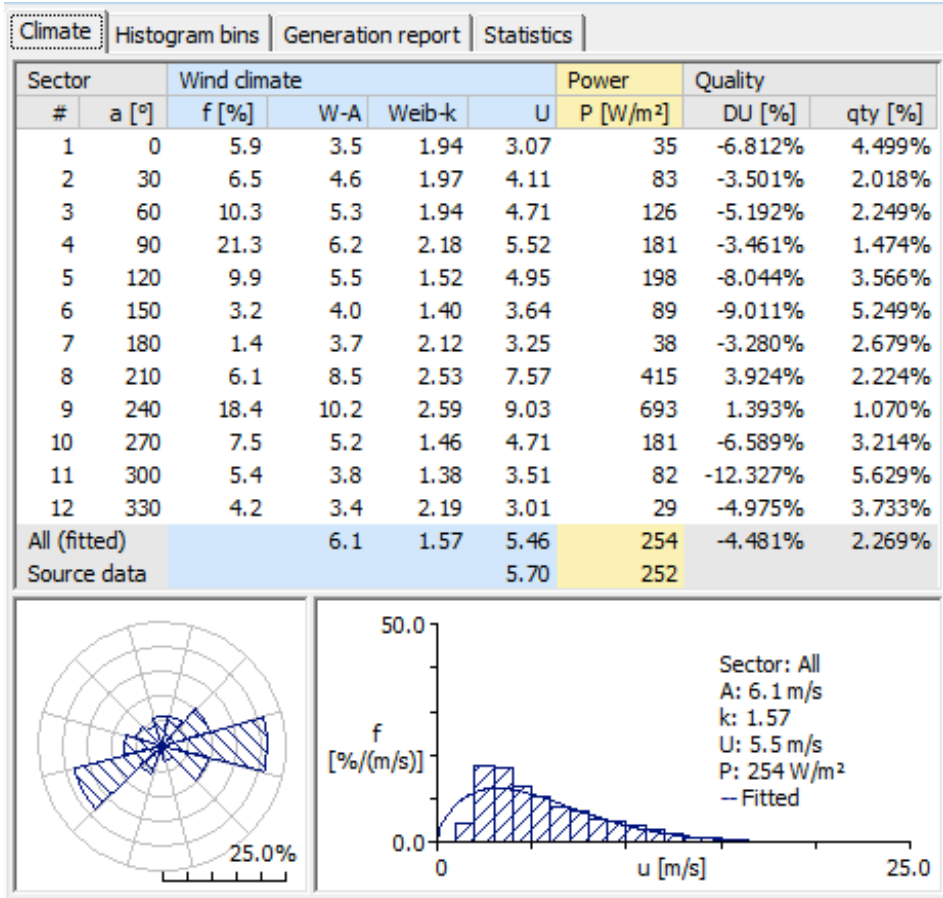 Climate Histogram bins Generation report Statistics
Sector Wind climate Power Quality
# a [º] f [%] W-A Weib-k U P [W/m²] DU [%] qty [%]
1 0 5.9 3.5 1.94 3.07 35 -6.812% 4.499%
2 30 6.5 4.6 1.97 4.11 83 -3.501% 2.018%
3 60 10.3 5.3 1.94 4.71 126 -5.192% 2.249%
4 90 21.3 6.2 2.18 5.52 181 -3.461% 1.474%
5 120 9.9 5.5 1.52 4.95 198 -8.044% 3.566%
6 150 3.2 4.0 1.40 3.64 89 -9.011% 5.249%
7 180 1.4 3.7 2.12 3.25 38 -3.280% 2.679%
8 210 6.1 8.5 2.53 7.57 415 3.924% 2.224%
9 240 18.4 10.2 2.59 9.03 693 1.393% 1.070%
10 270 7.5 5.2 1.46 4.71 181 -6.589% 3.214%
11 300 5.4 3.8 1.38 3.51 82 -12.327% 5.629%
12 330 4.2 3.4 2.19 3.01 29 -4.975% 3.733%
All (fitted) 6.1 1.57 5.46 254 -4.481% 2.269%
Source data 5.70 252
25.0%
50.0
f
[%/(m/s)]
0.0
0 u [m/s] 25.0
Sector: All
A: 6.1 m/s
k: 1.57
U: 5.5 m/s
P: 254 W/m²
Fitted